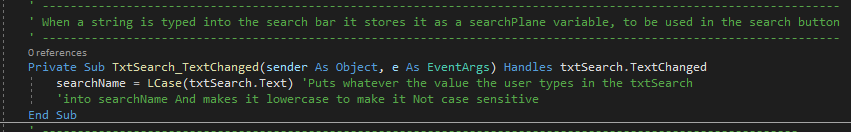 ' ------------------------------------------------------------------------------------------------------------------
' When a string is typed into the search bar it stores it as a searchPlane variable, to be used in the search button
' ------------------------------------------------------------------------------------------------------------------
0 references
Private Sub TxtSearch_TextChanged(sender As Object, e As EventArgs) Handles txtSearch.TextChanged
searchName = LCase(txtSearch.Text) 'Puts whatever the value the user types in the txtSearch
'into searchName And makes it lowercase to make it Not case sensitive
End Sub
' ------------------------------------------------------------------------------------------------------------------